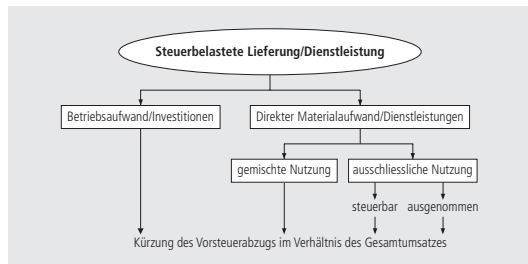 Steuerbelastete Lieferung/Dienstleistung
Betriebsaufwand/Investitionen
Direkter Materialaufwand/Dienstleistungen
gemischte Nutzung
ausschliessliche Nutzung
steuerbar
ausgenommen
Kürzung des Vorsteuerabzugs im Verhältnis des Gesamtumsatzes